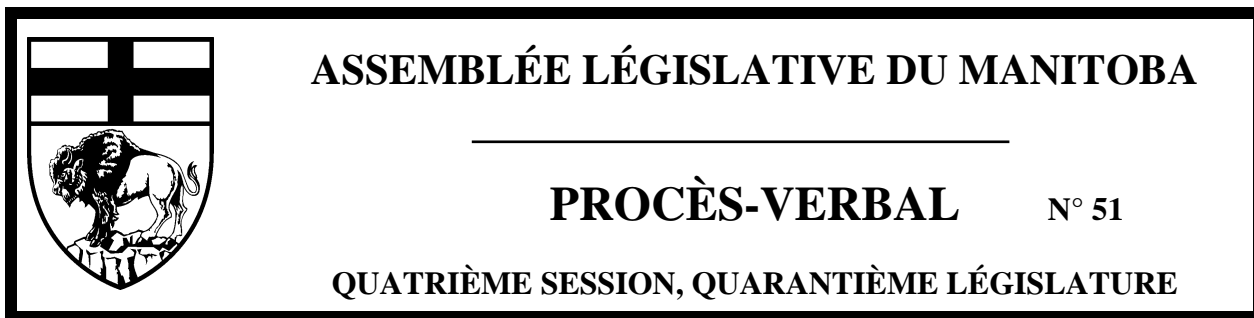 ASSEMBLÉE LÉGISLATIVE DU MANITOBA
PROCÈS-VERBAL N° 51
QUATRIÈME SESSION, QUARANTIÈME LÉGISLATURE